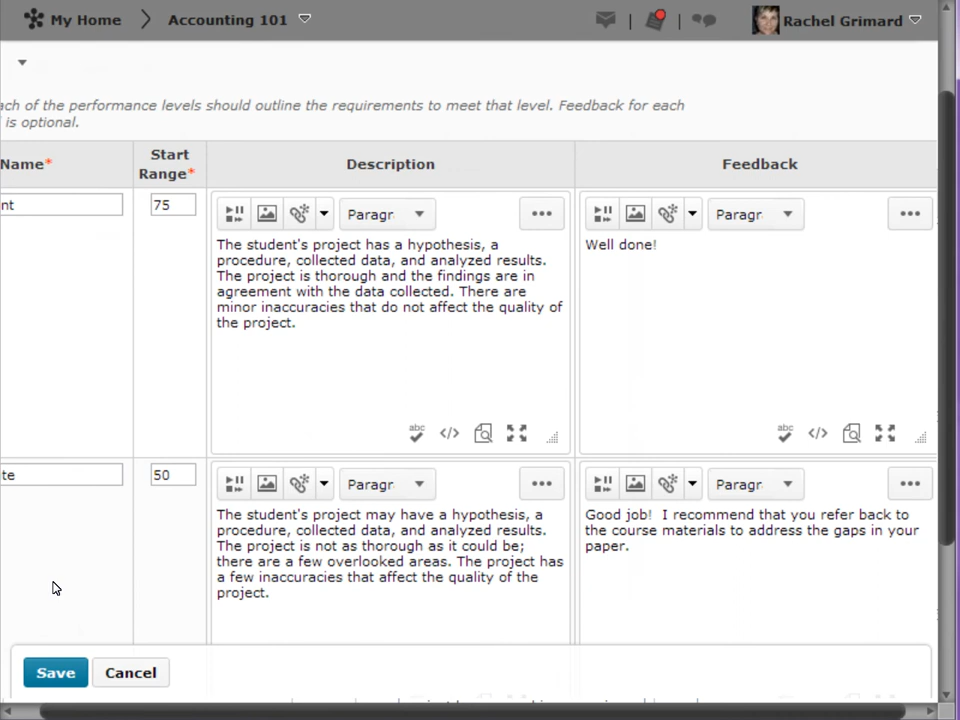 My Home Accounting 101 Rachel Grimard
ach of the performance levels should outline the requirements to meet that level. Feedback for each
is optional.
Name* Start Range* Description Feedback
nt 75 Paragr Paragr
The student's project has a hypothesis, a
procedure, collected data, and analyzed results.
The project is thorough and the findings are in
agreement with the data collected. There are
minor inaccuracies that do not affect the quality of
the project.
Well done!
abc abc
te 50 Paragr Paragr
The student's project may have a hypothesis, a
procedure, collected data, and analyzed results.
The project is not as thorough as it could be;
there are a few overlooked areas. The project has
a few inaccuracies that affect the quality of the
project.
Good job! I recommend that you refer back to
the course materials to address the gaps in your
paper.
Save Cancel